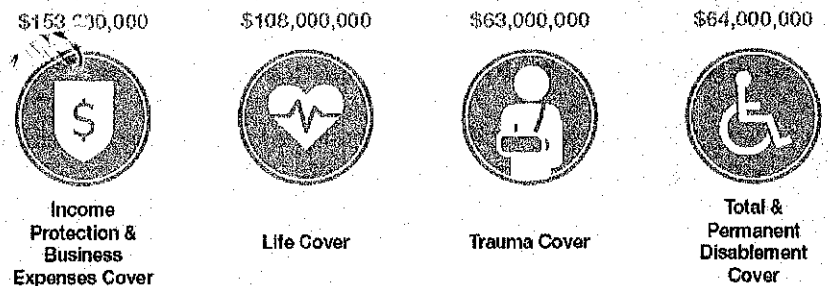 $108,000,000
$63,000,000
$64,000,000
$
Income
Protection &
Business
Expenses Cover
Life Cover
Trauma Cover
Total &
Permanent
Disablement
Cover